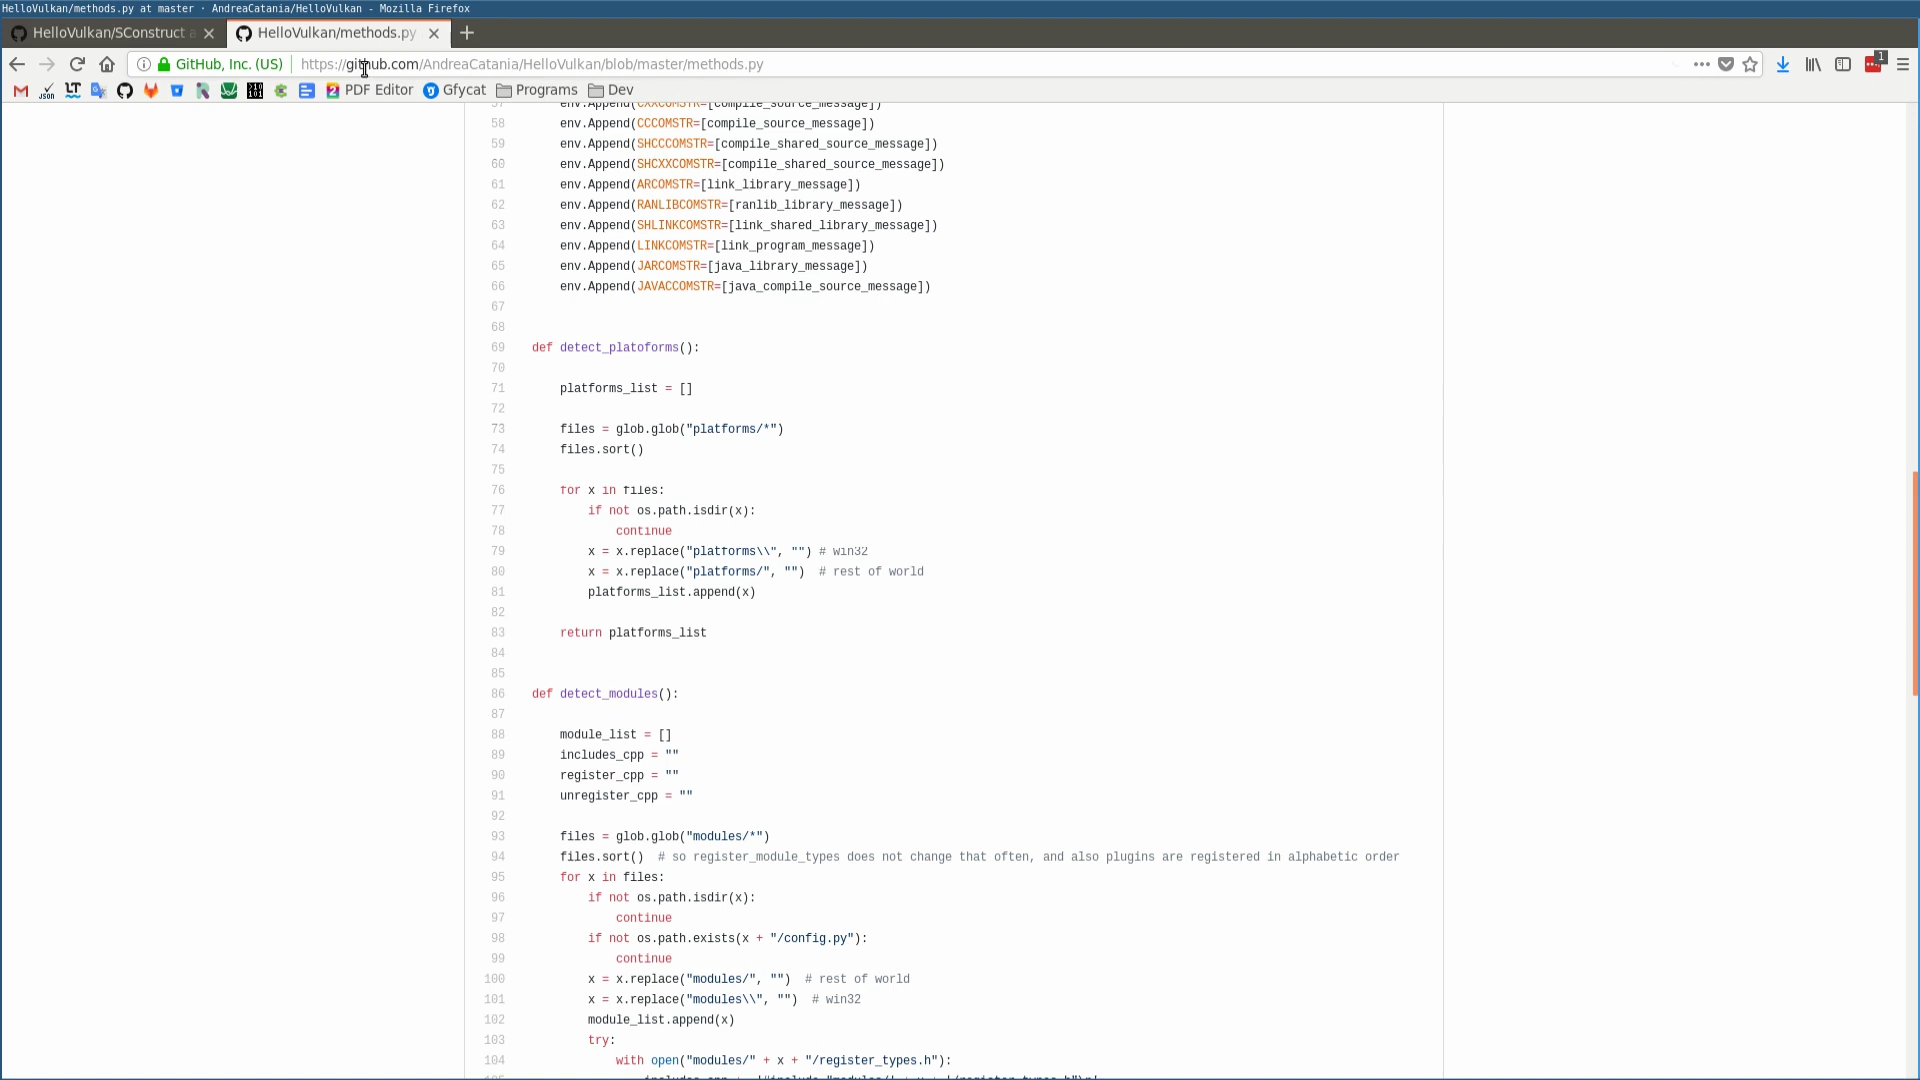 HelloVulkan/methods.py at master · AndreaCatania/HelloVulkan - Mozilla Firefox
HelloVulkan/SConstruct a
HelloVulkan/methods.py
GitHub, Inc. (US)
https://github.com/AndreaCatania/HelloVulkan/blob/master/methods.py
1
PDF Editor
Gfycat
Programs
Dev
57 env.Append(CXXCOMSTR=[compile_source_message])
58 env.Append(CCCOMSTR=[compile_source_message])
59 env.Append(SHCCCOMSTR=[compile_shared_source_message])
60 env.Append(SHCXXCOMSTR=[compile_shared_source_message])
61 env.Append(ARCOMSTR=[link_library_message])
62 env.Append(RANLIBCOMSTR=[ranlib_library_message])
63 env.Append(SHLINKCOMSTR=[link_shared_library_message])
64 env.Append(LINKCOMSTR=[link_program_message])
65 env.Append(JARCOMSTR=[java_library_message])
66 env.Append(JAVACCOMSTR=[java_compile_source_message])
67
68
69 def detect_platoforms():
70
71 platforms_list = []
72
73 files = glob.glob("platforms/*")
74 files.sort()
75
76 for x in files:
77 if not os.path.isdir(x):
78 continue
79 x = x.replace("platforms\\", "") # win32
80 x = x.replace("platforms/", "")  # rest of world
81 platforms_list.append(x)
82
83 return platforms_list
84
85
86 def detect_modules():
87
88 module_list = []
89 includes_cpp = ""
90 register_cpp = ""
91 unregister_cpp = ""
92
93 files = glob.glob("modules/*")
94 files.sort()  # so register_module_types does not change that often, and also plugins are registered in alphabetic order
95 for x in files:
96 if not os.path.isdir(x):
97 continue
98 if not os.path.exists(x + "/config.py"):
99 continue
100 x = x.replace("modules/", "")  # rest of world
101 x = x.replace("modules\\", "")  # win32
102 module_list.append(x)
103 try:
104 with open("modules/" + x + "/register_types.h"):